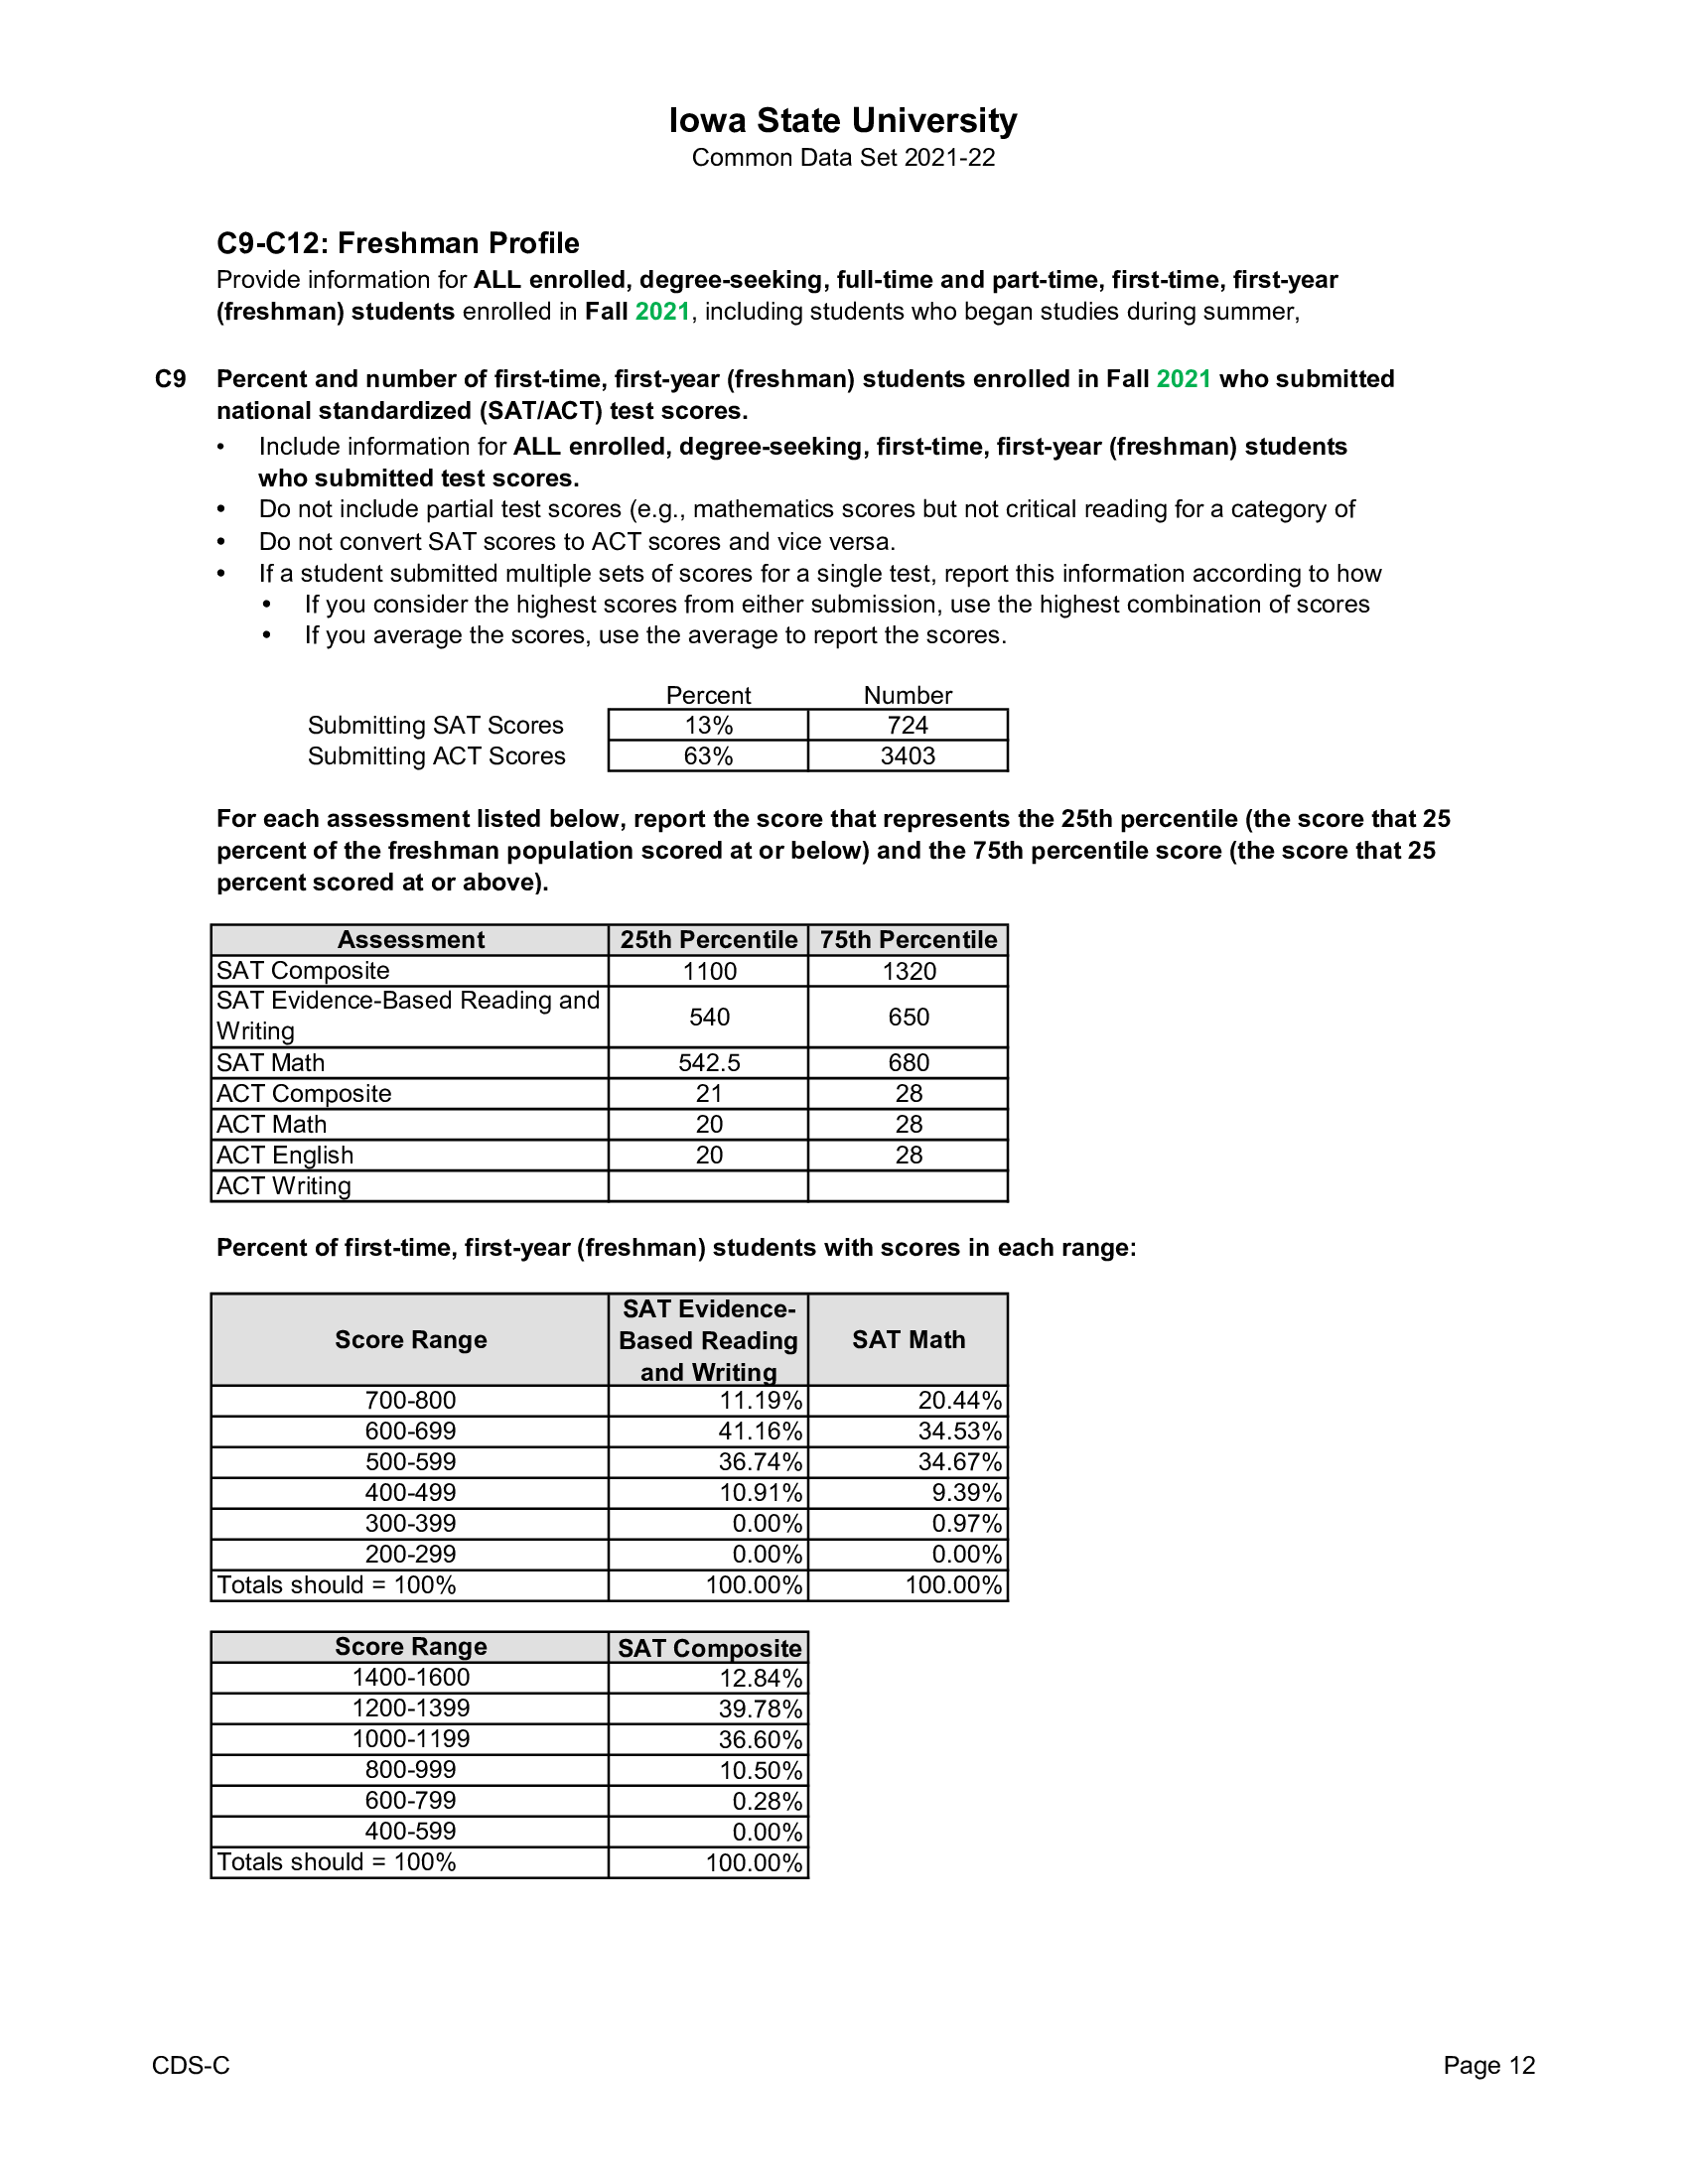 Iowa State University
Common Data Set 2021-22
C9-C12: Freshman Profile
Provide information for ALL enrolled, degree-seeking, full-time and part-time, first-time, first-year
(freshman) students enrolled in Fall 2021, including students who began studies during summer,
C9 Percent and number of first-time, first-year (freshman) students enrolled in Fall 2021 who submitted
national standardized (SAT/ACT) test scores.
• Include information for ALL enrolled, degree-seeking, first-time, first-year (freshman) students
who submitted test scores.
• Do not include partial test scores (e.g., mathematics scores but not critical reading for a category of
• Do not convert SAT scores to ACT scores and vice versa.
• If a student submitted multiple sets of scores for a single test, report this information according to how
• If you consider the highest scores from either submission, use the highest combination of scores
• If you average the scores, use the average to report the scores.
Percent Number
Submitting SAT Scores 13% 724
Submitting ACT Scores 63% 3403
For each assessment listed below, report the score that represents the 25th percentile (the score that 25
percent of the freshman population scored at or below) and the 75th percentile score (the score that 25
percent scored at or above).
Assessment 25th Percentile 75th Percentile
SAT Composite 1100 1320
SAT Evidence-Based Reading and
Writing 540 650
SAT Math 542.5 680
ACT Composite 21 28
ACT Math 20 28
ACT English 20 28
ACT Writing
Percent of first-time, first-year (freshman) students with scores in each range:
Score Range SAT Evidence-
Based Reading
and Writing SAT Math
700-800 11.19% 20.44%
600-699 41.16% 34.53%
500-599 36.74% 34.67%
400-499 10.91% 9.39%
300-399 0.00% 0.97%
200-299 0.00% 0.00%
Totals should = 100% 100.00% 100.00%
Score Range SAT Composite
1400-1600 12.84%
1200-1399 39.78%
1000-1199 36.60%
800-999 10.50%
600-799 0.28%
400-599 0.00%
Totals should = 100% 100.00%
CDS-C Page 12